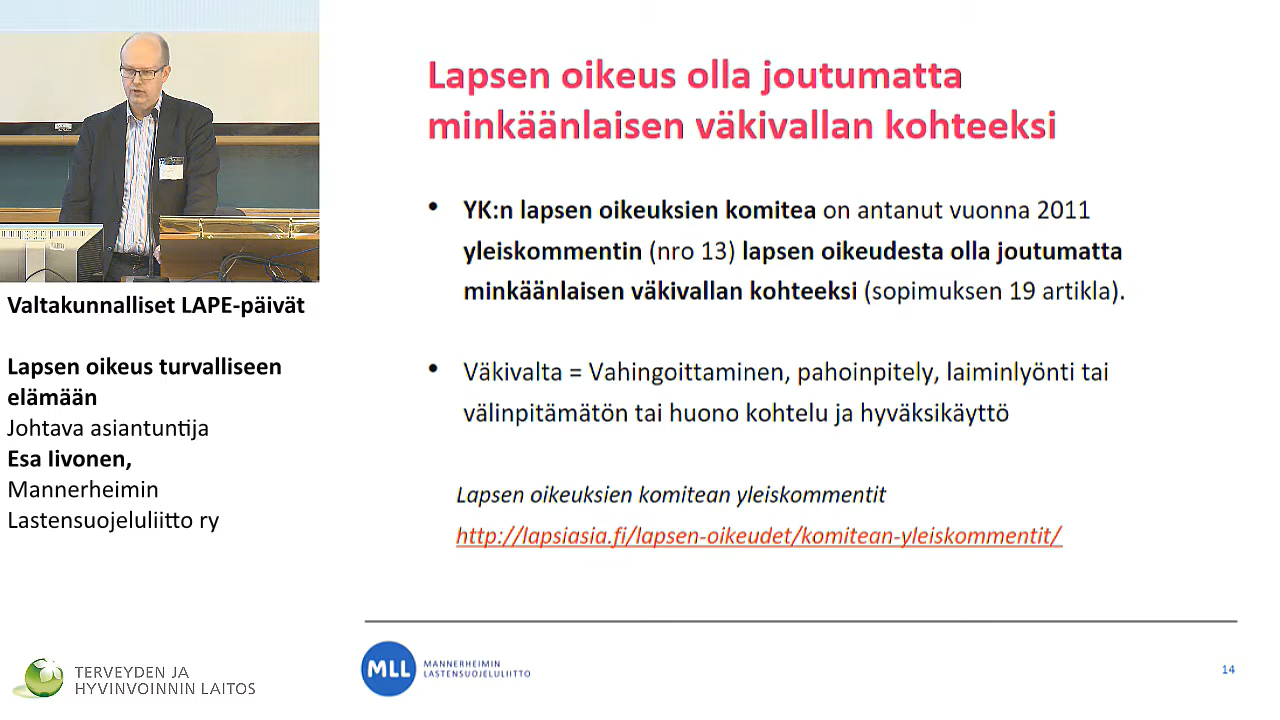 Valtakunnalliset LAPE-päivät
Lapsen oikeus turvalliseen
elämään
Johtava asiantuntija
Esa Iivonen,
Mannerheimin
Lastensuojeluliitto ry
TERVEYDEN JA
HYVINVOINNIN LAITOS
Lapsen oikeus olla joutumatta
minkäänlaisen väkivallan kohteeksi
• YK:n lapsen oikeuksien komitea on antanut vuonna 2011
yleiskommentin (nro 13) lapsen oikeudesta olla joutumatta
minkäänlaisen väkivallan kohteeksi (sopimuksen 19 artikla).
• Väkivalta = Vahingoittaminen, pahoinpitely, laiminlyönti tai
välinpitämätön tai huono kohtelu ja hyväksikäyttö
Lapsen oikeuksien komitean yleiskommentit
http://lapsiasia.fi/lapsen-oikeudet/komitean-yleiskommentit/
MLL
MANNERHEIMIN
LASTENSUOJELULIITTO
14